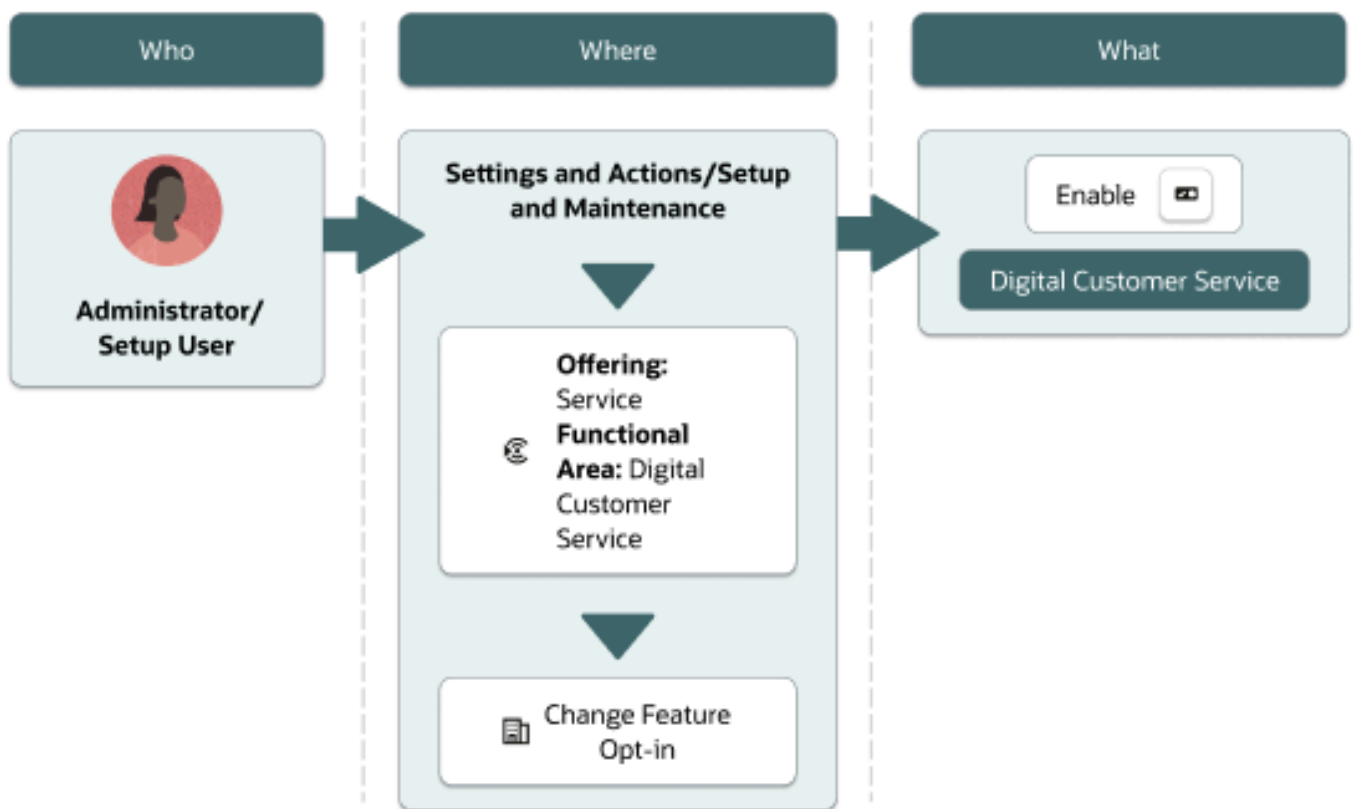 Who
Where
What
Administrator/
Setup User
Settings and Actions/Setup
and Maintenance
Offering:
Service
Functional
Area: Digital
Customer
Service
Change Feature
Opt-in
Enable
Digital Customer Service